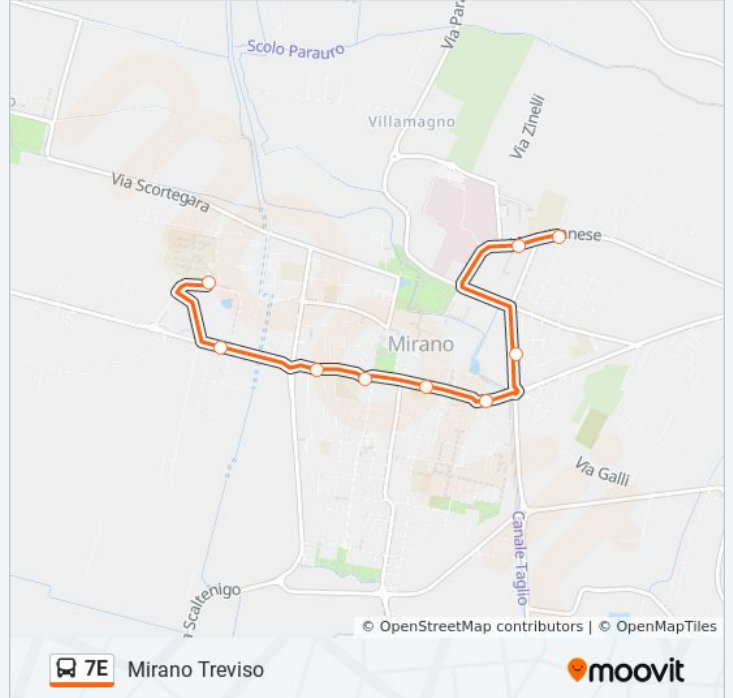 Via Para
Scolo Parauro
Villamagno
Via Zinelli
Via Scortegara
nnese
Mirano
Via Galli
Canale Taglio
a Scaltenigo
© OpenStreetMap contributors | © OpenMapTiles
7E Mirano Treviso moovit